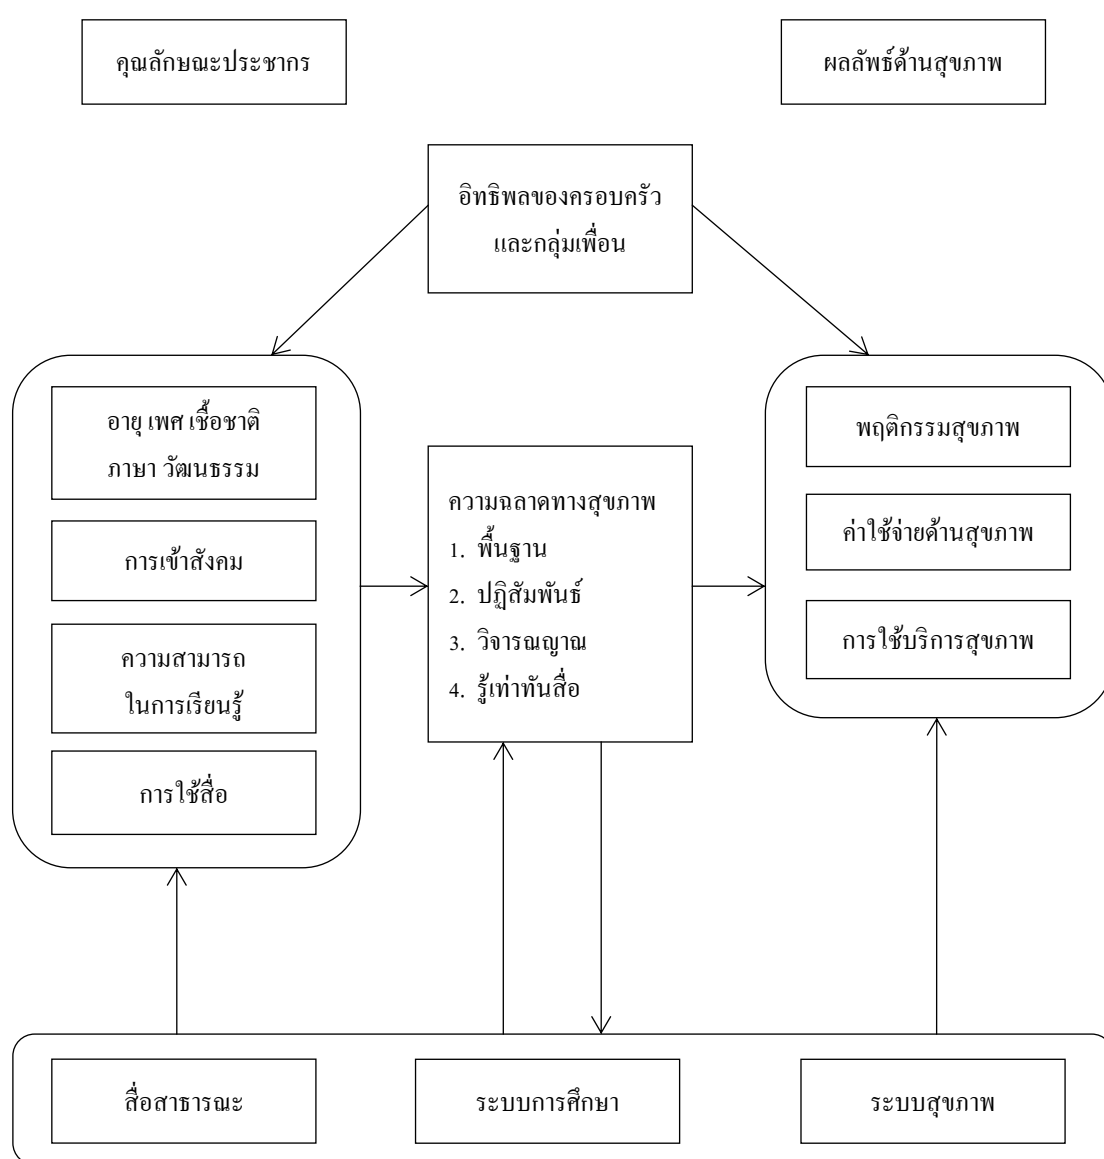 คุณลักษณะประชากร
ผลลัพธ์ด้านสุขภาพ
อิทธิพลของครอบครัว
และกลุ่มเพื่อน
อายุ เพศ เชื้อชาติ
ภาษา วัฒนธรรม
การเข้าสังคม
ความสามารถ
ในการเรียนรู้
การใช้สื่อ
ความฉลาดทางสุขภาพ
1. พื้นฐาน
2. ปฏิสัมพันธ์
3. วิจารณญาณ
4. รู้เท่าทันสื่อ
พฤติกรรมสุขภาพ
ค่าใช้จ่ายด้านสุขภาพ
การใช้บริการสุขภาพ
สื่อสาธารณะ
ระบบการศึกษา
ระบบสุขภาพ